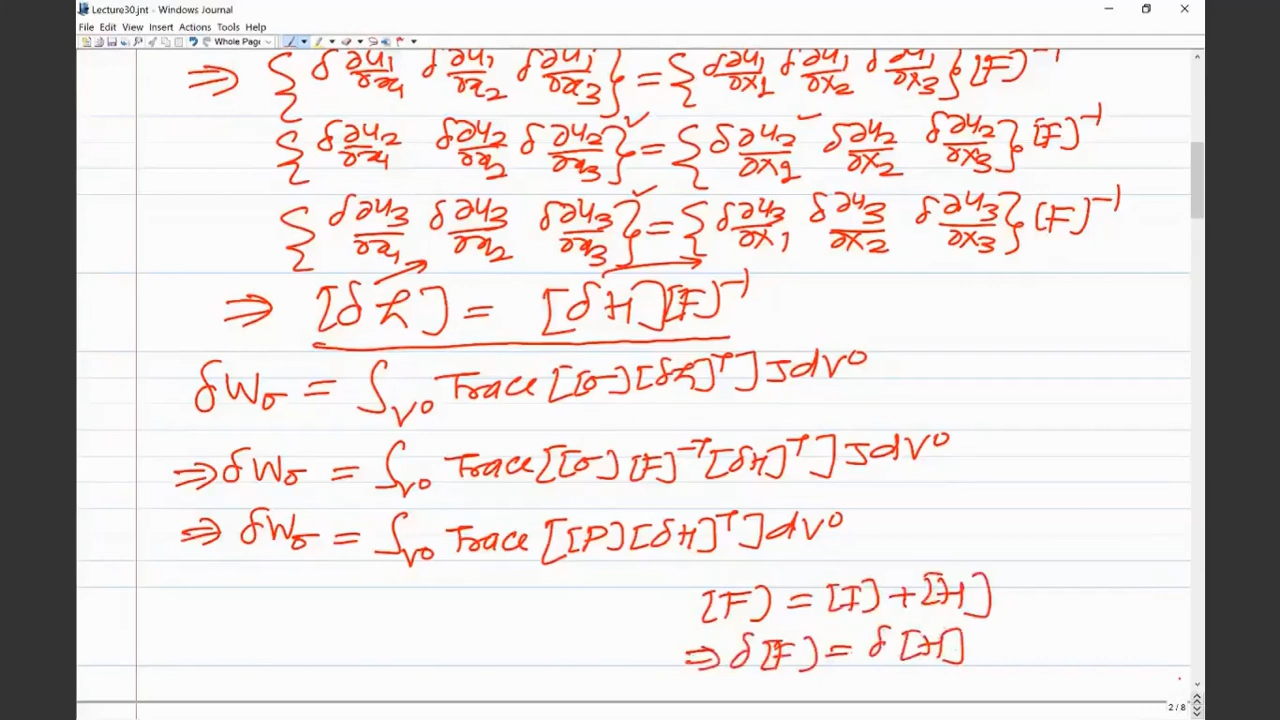 Lecture30.jnt - Windows Journal
File Edit View Insert Actions Tools Help
Whole Page
⇒ {δ∂u₁/∂x₁ δ∂u₁/∂x₂ δ∂u₁/∂x₃} = {δ∂u₁/∂X₁ δ∂u₁/∂X₂ δ∂u₁/∂X₃}[F]⁻¹
{δ∂u₂/∂x₁ δ∂u₂/∂x₂ δ∂u₂/∂x₃} = {δ∂u₂/∂X₁ δ∂u₂/∂X₂ δ∂u₂/∂X₃}[F]⁻¹
{δ∂u₃/∂x₁ δ∂u₃/∂x₂ δ∂u₃/∂x₃} = {δ∂u₃/∂X₁ δ∂u₃/∂X₂ δ∂u₃/∂X₃}[F]⁻¹
⇒ [δh] = [δH][F]⁻¹
δW_σ = ∫_V⁰ Trace[[σ][δh]ᵀ]JdV⁰
⇒ δW_σ = ∫_V⁰ Trace[[σ][F]⁻ᵀ[δH]ᵀ]JdV⁰
⇒ δW_σ = ∫_V⁰ Trace[[P][δH]ᵀ]dV⁰
[F] = [I] + [H]
⇒ δ[F] = δ[H]
2 / 8